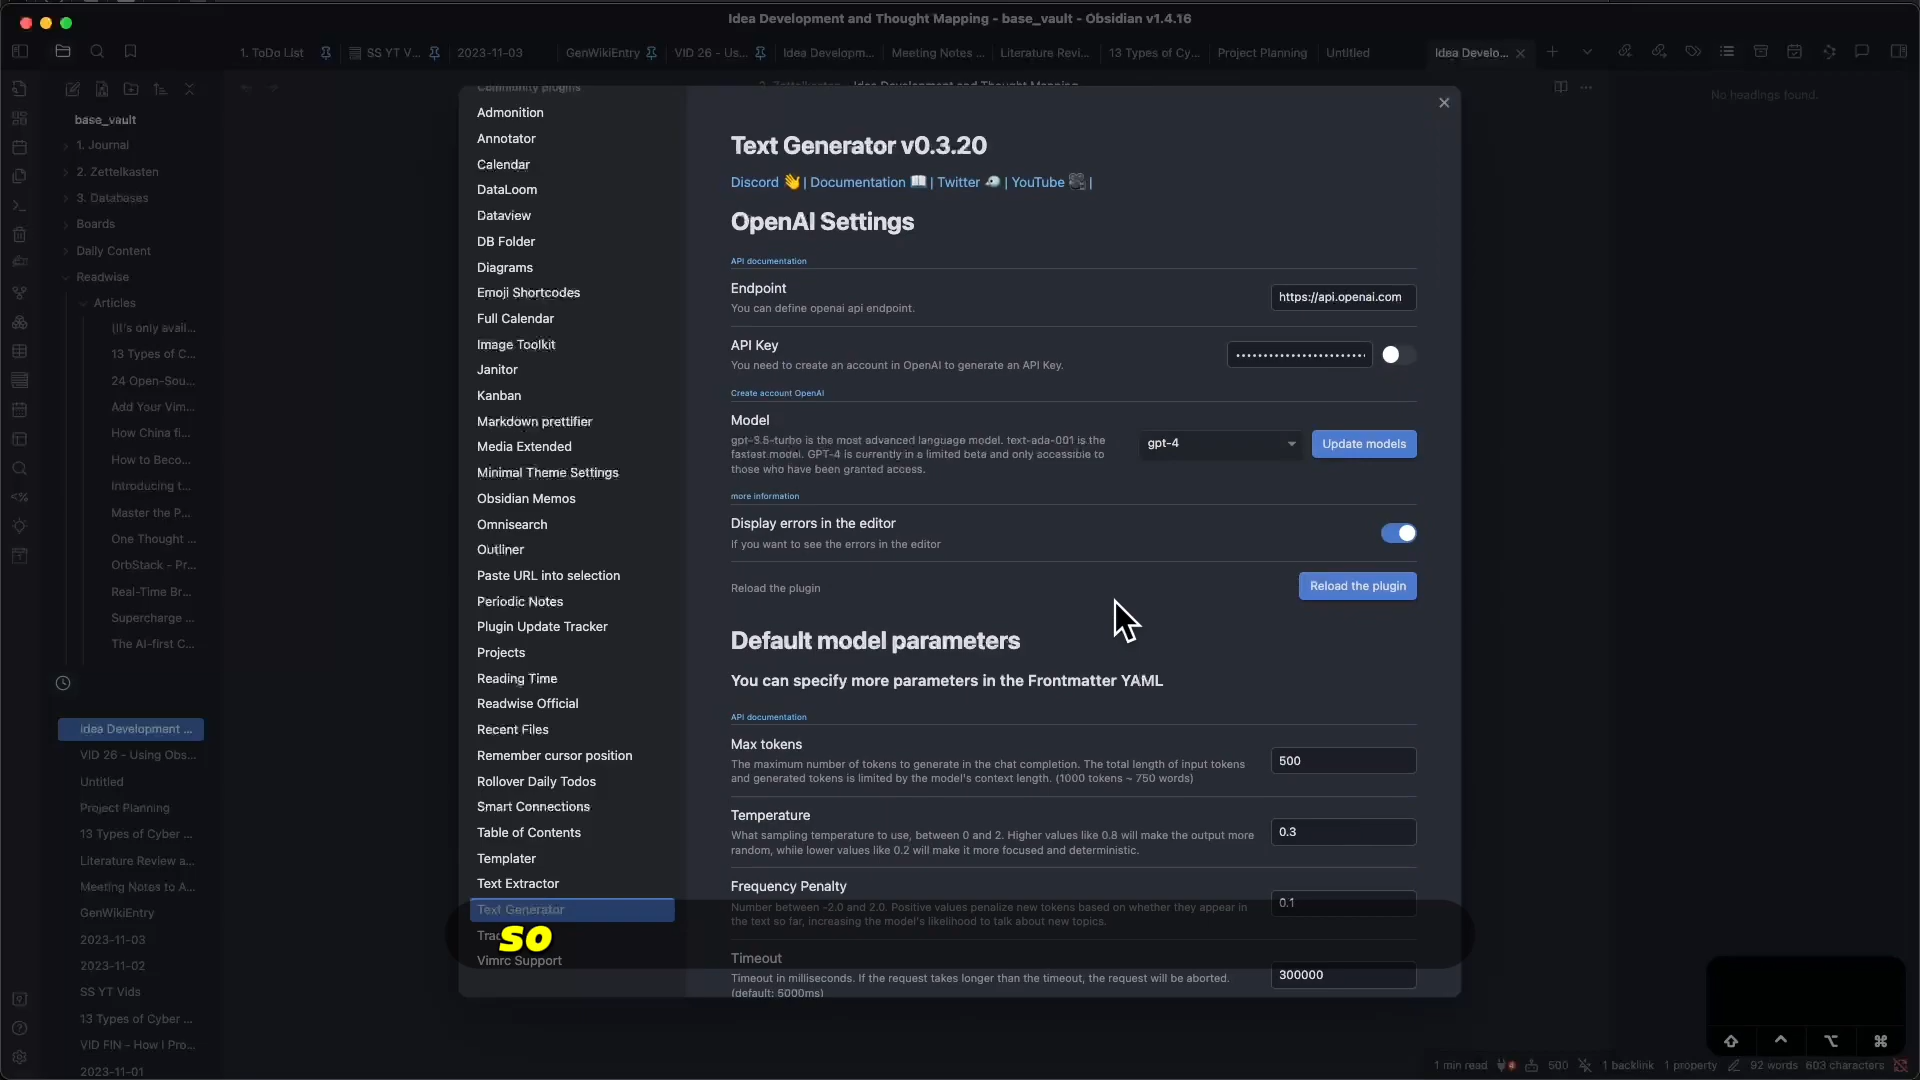 Idea Development and Thought Mapping - base_vault - Obsidian v1.4.16
1. ToDo List
SS YT V...
2023-11-03
GenWikiEntry
VID 26 - Us...
Idea Developm...
Meeting Notes ...
Literature Revi...
13 Types of Cy...
Project Planning
Untitled
Idea Develo...
2. Zettelkasten - Idea Development and Thought Mapping
No headings found.
base_vault
1. Journal
2. Zettelkasten
3. Databases
Boards
Daily Content
Readwise
Articles
(It's only avail...
13 Types of C...
24 Open-Sou...
Add Your Vim...
How China fi...
How to Beco...
Introducing t...
Master the P...
One Thought ...
OrbStack - Pr...
Real-Time Br...
Supercharge ...
The AI-first C...
Idea Development ...
VID 26 - Using Obs...
Untitled
Project Planning
13 Types of Cyber ...
Literature Review a...
Meeting Notes to A...
GenWikiEntry
2023-11-03
2023-11-02
SS YT Vids
13 Types of Cyber ...
VID FIN - How I Pro...
2023-11-01
Community plugins
Admonition
Annotator
Calendar
DataLoom
Dataview
DB Folder
Diagrams
Emoji Shortcodes
Full Calendar
Image Toolkit
Janitor
Kanban
Markdown prettifier
Media Extended
Minimal Theme Settings
Obsidian Memos
Omnisearch
Outliner
Paste URL into selection
Periodic Notes
Plugin Update Tracker
Projects
Reading Time
Readwise Official
Recent Files
Remember cursor position
Rollover Daily Todos
Smart Connections
Table of Contents
Templater
Text Extractor
Text Generator
so
Vimrc Support
Text Generator v0.3.20
Discord 👋 | Documentation 📖 | Twitter 🐦 | YouTube 🎥 |
OpenAI Settings
API documentation
Endpoint
You can define openai api endpoint.
https://api.openai.com
API Key
You need to create an account in OpenAI to generate an API Key.
Create account OpenAI
Model
gpt-3.5-turbo is the most advanced language model. text-ada-001 is the
fastest model. GPT-4 is currently in a limited beta and only accessible to
those who have been granted access.
gpt-4
Update models
more information
Display errors in the editor
If you want to see the errors in the editor
Reload the plugin
Reload the plugin
Default model parameters
You can specify more parameters in the Frontmatter YAML
API documentation
Max tokens
The maximum number of tokens to generate in the chat completion. The total length of input tokens
and generated tokens is limited by the model's context length. (1000 tokens ~ 750 words)
500
Temperature
What sampling temperature to use, between 0 and 2. Higher values like 0.8 will make the output more
random, while lower values like 0.2 will make it more focused and deterministic.
0.3
Frequency Penalty
Number between -2.0 and 2.0. Positive values penalize new tokens based on whether they appear in
the text so far, increasing the model's likelihood to talk about new topics.
0.1
Timeout
Timeout in milliseconds. If the request takes longer than the timeout, the request will be aborted.
(default: 5000ms)
300000
1 min read
500
1 backlink
1 property
92 words
603 characters